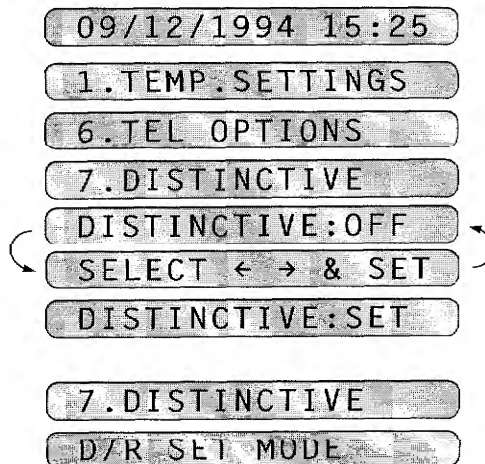 09/12/1994 15:25
1.TEMP.SETTINGS
6.TEL OPTIONS
7.DISTINCTIVE
DISTINCTIVE:OFF
SELECT ← → & SET
DISTINCTIVE:SET
7.DISTINCTIVE
D/R SET MODE